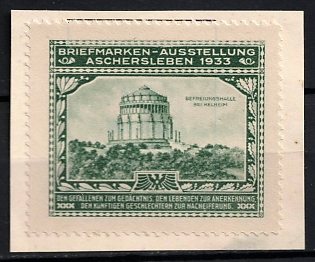 BRIEFMARKEN-AUSSTELLUNG
ASCHERSLEBEN 1933
BEFREIUNGSHALLE
BEI KELHEIM
DEN GEFALLENEN ZUM GEDÄCHTNIS, DEN LEBENDEN ZUR ANERKENNUNG,
DEN KÜNFTIGEN GESCHLECHTERN ZUR NACHEIFERUNG.